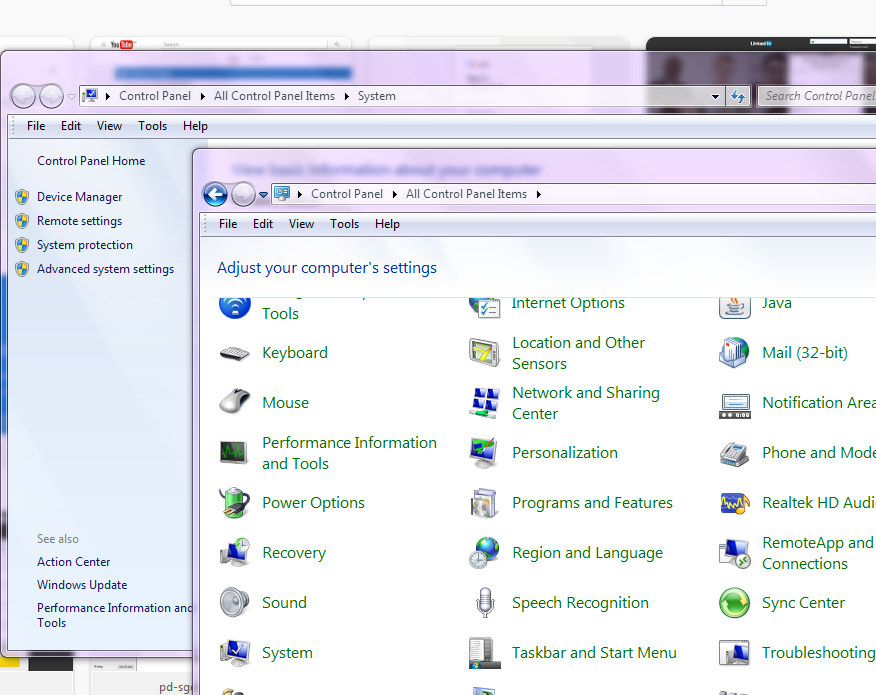 YouTube
Search
LinkedIn
Control Panel
All Control Panel Items
System
Search Control Panel
File Edit View Tools Help
Control Panel Home
Device Manager
Remote settings
System protection
Advanced system settings
See also
Action Center
Windows Update
Performance Information and
Tools
View basic information about your computer
Control Panel
All Control Panel Items
File Edit View Tools Help
Adjust your computer's settings
Tools
Internet Options
Java
Keyboard
Location and Other
Sensors
Mail (32-bit)
Mouse
Network and Sharing
Center
Notification Area
Performance Information
and Tools
Personalization
Phone and Mode
Power Options
Programs and Features
Realtek HD Audi
Recovery
Region and Language
RemoteApp and
Connections
Sound
Speech Recognition
Sync Center
System
Taskbar and Start Menu
Troubleshooting